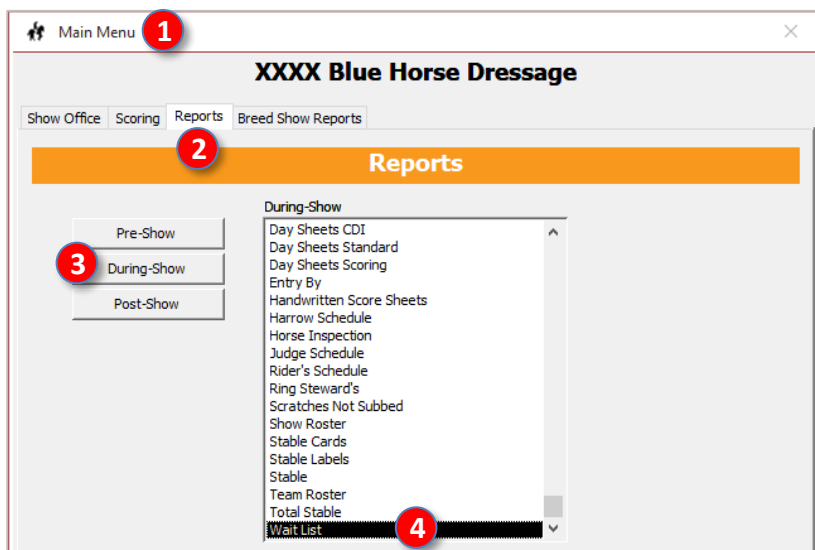 Main Menu 1
XXXX Blue Horse Dressage
Show Office Scoring Reports Breed Show Reports
2
Reports
During-Show
Pre-Show
3 During-Show
Post-Show
Day Sheets CDI
Day Sheets Standard
Day Sheets Scoring
Entry By
Handwritten Score Sheets
Harrow Schedule
Horse Inspection
Judge Schedule
Rider's Schedule
Ring Steward's
Scratches Not Subbed
Show Roster
Stable Cards
Stable Labels
Stable
Team Roster
Total Stable
Wait List 4